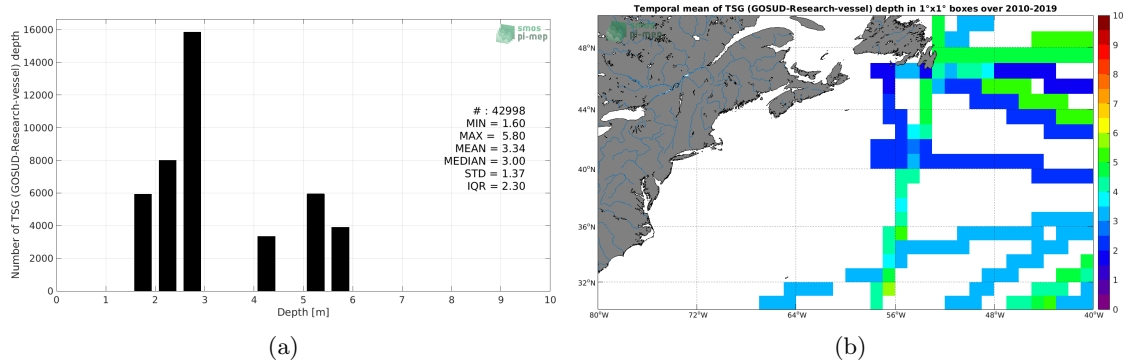 Number of TSG (GOSUD-Research-vessel) depth
16000
14000
12000
10000
8000
6000
4000
2000
0
0 1 2 3 4 5 6 7 8 9 10
Depth [m]
smos
pi-mep
# : 42998
MIN = 1.60
MAX = 5.80
MEAN = 3.34
MEDIAN = 3.00
STD = 1.37
IQR = 2.30
(a)
Temporal mean of TSG (GOSUD-Research-vessel) depth in 1°x1° boxes over 2010-2019
smos
pi-mep
48°N
44°N
40°N
36°N
32°N
80°W 72°W 64°W 56°W 48°W 40°W
10
9
8
7
6
5
4
3
2
1
0
(b)